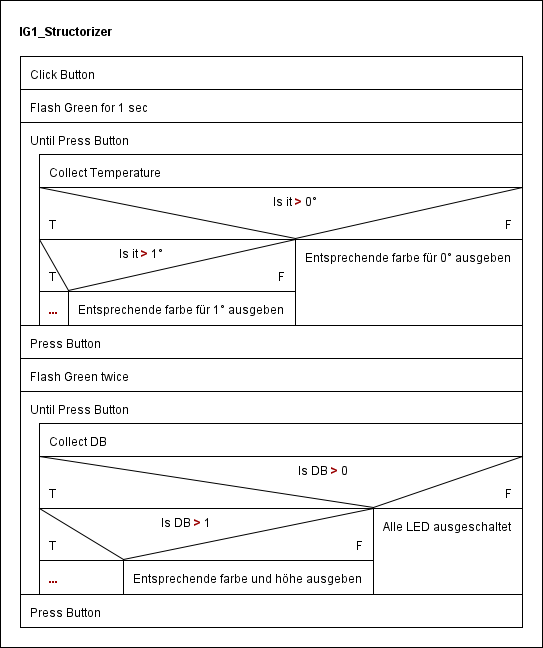 IG1_Structorizer
Click Button
Flash Green for 1 sec
Until Press Button
Collect Temperature
Is it > 0°
T
F
Is it > 1°
T
F
Entsprechende farbe für 0° ausgeben
...
Entsprechende farbe für 1° ausgeben
Press Button
Flash Green twice
Until Press Button
Collect DB
Is DB > 0
T
F
Is DB > 1
T
F
Alle LED ausgeschaltet
...
Entsprechende farbe und höhe ausgeben
Press Button